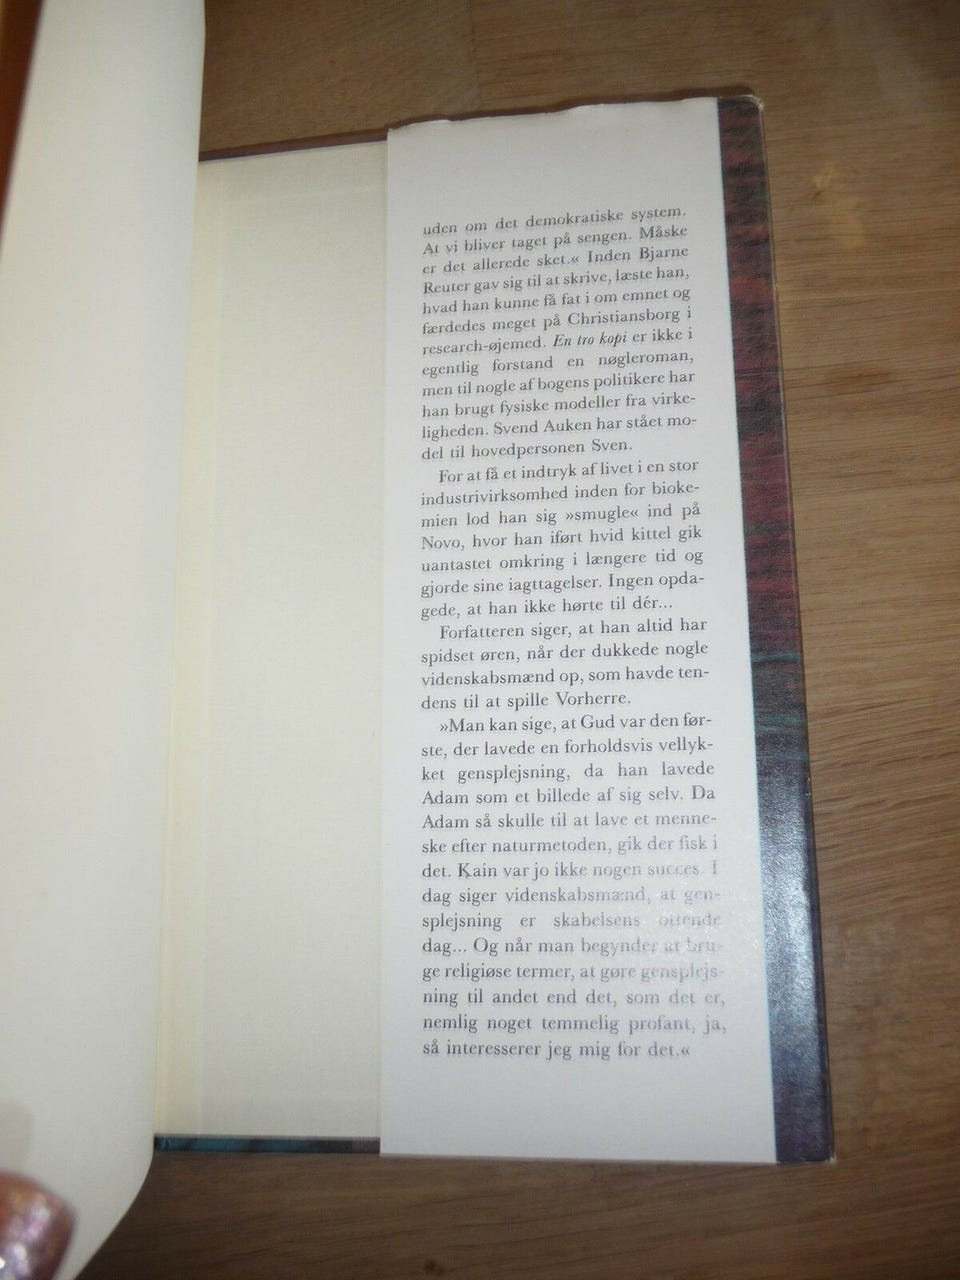 uden om det demokratiske system.
At vi bliver taget på sengen. Måske
er det allerede sket.« Inden Bjarne
Reuter gav sig til at skrive, læste han,
hvad han kunne få fat i om emnet og
færdedes meget på Christiansborg i
research-øjemed. En tro kopi er ikke i
egentlig forstand en nøgleroman,
men til nogle af bogens politikere har
han brugt fysiske modeller fra virke-
ligheden. Svend Auken har stået mo-
del til hovedpersonen Sven.
For at få et indtryk af livet i en stor
industrivirksomhed inden for bioke-
mien lod han sig »smugle« ind på
Novo, hvor han iført hvid kittel gik
uantastet omkring i længere tid og
gjorde sine iagttagelser. Ingen opda-
gede, at han ikke hørte til dér...
Forfatteren siger, at han altid har
spidset øren, når der dukkede nogle
videnskabsmænd op, som havde ten-
dens til at spille Vorherre.
»Man kan sige, at Gud var den før-
ste, der lavede en forholdsvis vellyk-
ket gensplejsning, da han lavede
Adam som et billede af sig selv. Da
Adam så skulle til at lave et menne-
ske efter naturmetoden, gik der fisk i
det. Kain var jo ikke nogen succes. I
dag siger videnskabsmænd, at gen-
splejsning er skabelsens ottende
dag... Og når man begynder at bru-
ge religiøse termer, at gøre gensplejs-
ning til andet end det, som det er,
nemlig noget temmelig profant, ja,
så interesserer jeg mig for det.«